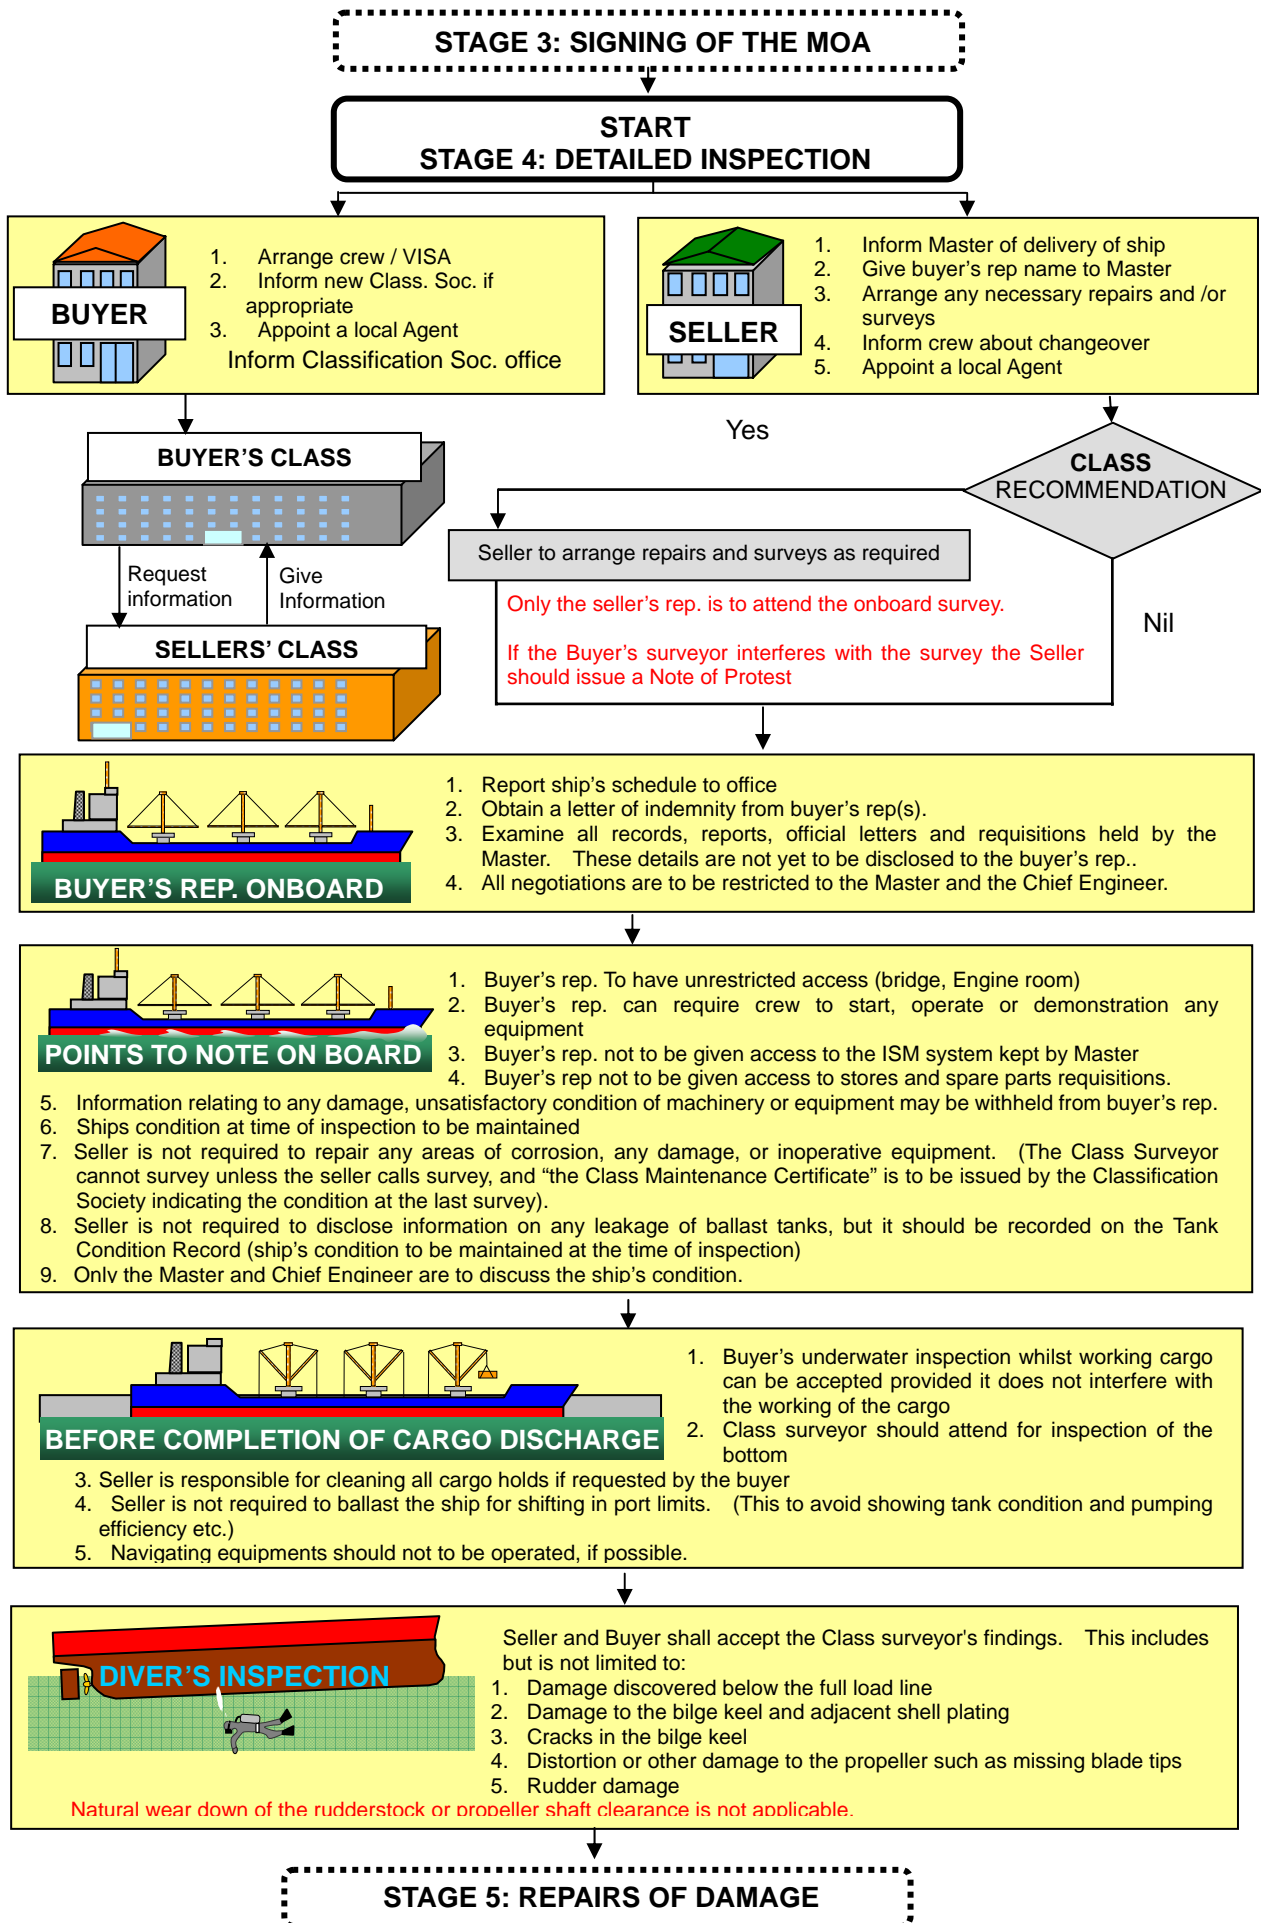 STAGE 3: SIGNING OF THE MOA
START
STAGE 4: DETAILED INSPECTION
BUYER
1. Arrange crew / VISA
2. Inform new Class. Soc. if
appropriate
3. Appoint a local Agent
Inform Classification Soc. office
SELLER
1. Inform Master of delivery of ship
2. Give buyer's rep name to Master
3. Arrange any necessary repairs and /or
surveys
4. Inform crew about changeover
5. Appoint a local Agent
BUYER'S CLASS
Request
information
Give
Information
SELLERS' CLASS
Yes
CLASS
RECOMMENDATION
Seller to arrange repairs and surveys as required
Only the seller's rep. is to attend the onboard survey.
If the Buyer's surveyor interferes with the survey the Seller
should issue a Note of Protest
Nil
BUYER'S REP. ONBOARD
1. Report ship's schedule to office
2. Obtain a letter of indemnity from buyer's rep(s).
3. Examine all records, reports, official letters and requisitions held by the
Master. These details are not yet to be disclosed to the buyer's rep..
4. All negotiations are to be restricted to the Master and the Chief Engineer.
POINTS TO NOTE ON BOARD
1. Buyer's rep. To have unrestricted access (bridge, Engine room)
2. Buyer's rep. can require crew to start, operate or demonstration any
equipment
3. Buyer's rep. not to be given access to the ISM system kept by Master
4. Buyer's rep not to be given access to stores and spare parts requisitions.
5. Information relating to any damage, unsatisfactory condition of machinery or equipment may be withheld from buyer's rep.
6. Ships condition at time of inspection to be maintained
7. Seller is not required to repair any areas of corrosion, any damage, or inoperative equipment. (The Class Surveyor
cannot survey unless the seller calls survey, and “the Class Maintenance Certificate” is to be issued by the Classification
Society indicating the condition at the last survey).
8. Seller is not required to disclose information on any leakage of ballast tanks, but it should be recorded on the Tank
Condition Record (ship's condition to be maintained at the time of inspection)
9. Only the Master and Chief Engineer are to discuss the ship's condition.
BEFORE COMPLETION OF CARGO DISCHARGE
1. Buyer's underwater inspection whilst working cargo
can be accepted provided it does not interfere with
the working of the cargo
2. Class surveyor should attend for inspection of the
bottom
3. Seller is responsible for cleaning all cargo holds if requested by the buyer
4. Seller is not required to ballast the ship for shifting in port limits. (This to avoid showing tank condition and pumping
efficiency etc.)
5. Navigating equipments should not to be operated, if possible.
DIVER'S INSPECTION
Seller and Buyer shall accept the Class surveyor's findings. This includes
but is not limited to:
1. Damage discovered below the full load line
2. Damage to the bilge keel and adjacent shell plating
3. Cracks in the bilge keel
4. Distortion or other damage to the propeller such as missing blade tips
5. Rudder damage
Natural wear down of the rudderstock or propeller shaft clearance is not applicable.
STAGE 5: REPAIRS OF DAMAGE